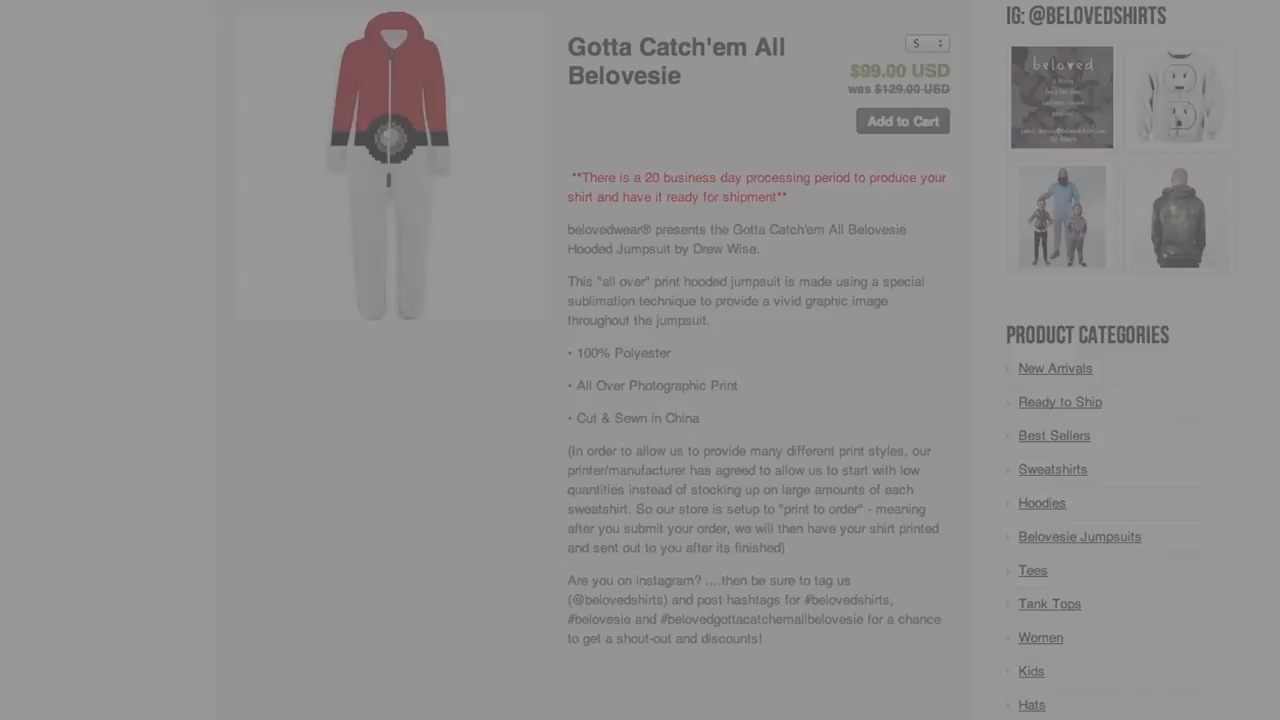 Gotta Catch'em All
Belovesie
S
$99.00 USD
was $129.00 USD
Add to Cart
**There is a 20 business day processing period to produce your
shirt and have it ready for shipment**
belovedwear® presents the Gotta Catch'em All Belovesie
Hooded Jumpsuit by Drew Wise.
This "all over" print hooded jumpsuit is made using a special
sublimation technique to provide a vivid graphic image
throughout the jumpsuit.
• 100% Polyester
• All Over Photographic Print
• Cut & Sewn in China
(In order to allow us to provide many different print styles, our
printer/manufacturer has agreed to allow us to start with low
quantities instead of stocking up on large amounts of each
sweatshirt. So our store is setup to "print to order" - meaning
after you submit your order, we will then have your shirt printed
and sent out to you after its finished)
Are you on instagram? ....then be sure to tag us
(@belovedshirts) and post hashtags for #belovedshirts,
#belovesie and #belovedgottacatchemallbelovesie for a chance
to get a shout-out and discounts!
IG: @BELOVEDSHIRTS
beloved
PRODUCT CATEGORIES
New Arrivals
Ready to Ship
Best Sellers
Sweatshirts
Hoodies
Belovesie Jumpsuits
Tees
Tank Tops
Women
Kids
Hats